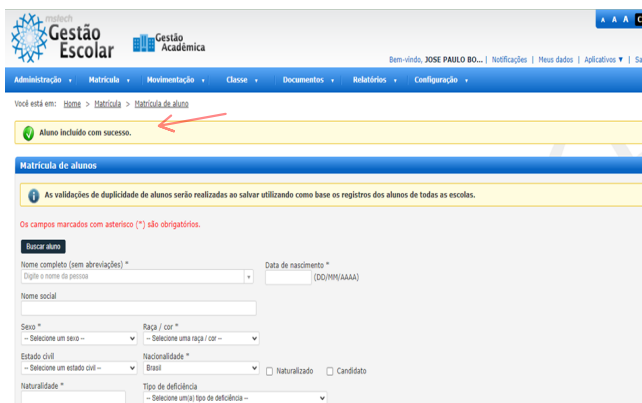 mstech
Gestão
Escolar
Gestão
Acadêmica
A A A
Bem-vindo, JOSE PAULO BO... | Notificações | Meus dados | Aplicativos ▼ | Sa
Administração Matrícula Movimentação Classe Documentos Relatórios Configuração
Você está em: Home > Matrícula > Matrícula de aluno
Aluno incluído com sucesso.
Matrícula de alunos
As validações de duplicidade de alunos serão realizadas ao salvar utilizando como base os registros dos alunos de todas as escolas.
Os campos marcados com asterisco (*) são obrigatórios.
Buscar aluno
Nome completo (sem abreviações) * Data de nascimento *
Digite o nome da pessoa (DD/MM/AAAA)
Nome social
Sexo * Raça / cor *
-- Selecione um sexo -- -- Selecione uma raça / cor --
Estado civil Nacionalidade *
-- Selecione um estado civil -- Brasil Naturalizado Candidato
Naturalidade * Tipo de deficiência
-- Selecione um(a) tipo de deficiência --